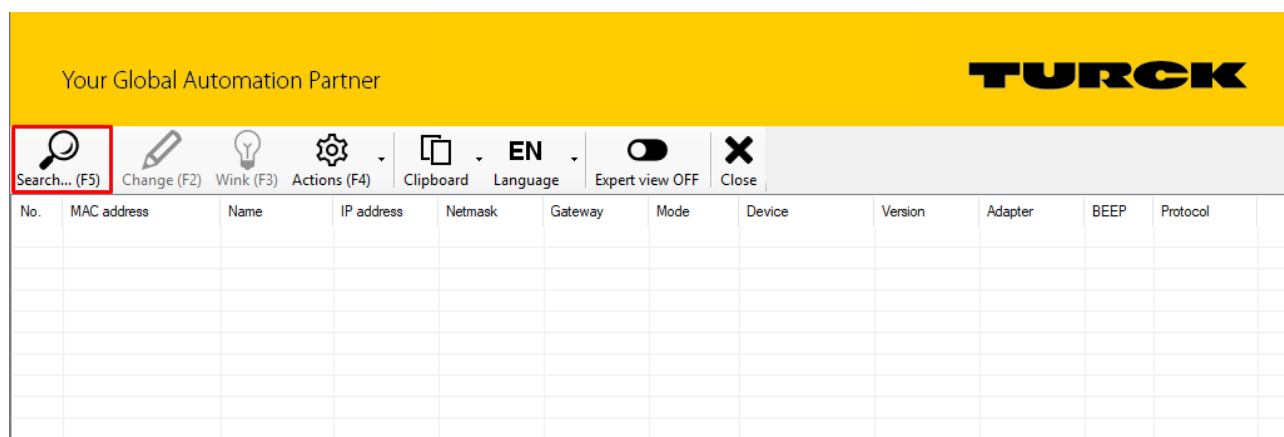 Your Global Automation Partner
TURCK
Search... (F5) Change (F2) Wink (F3) Actions (F4) Clipboard EN Language Expert view OFF Close
No. MAC address Name IP address Netmask Gateway Mode Device Version Adapter BEEP Protocol